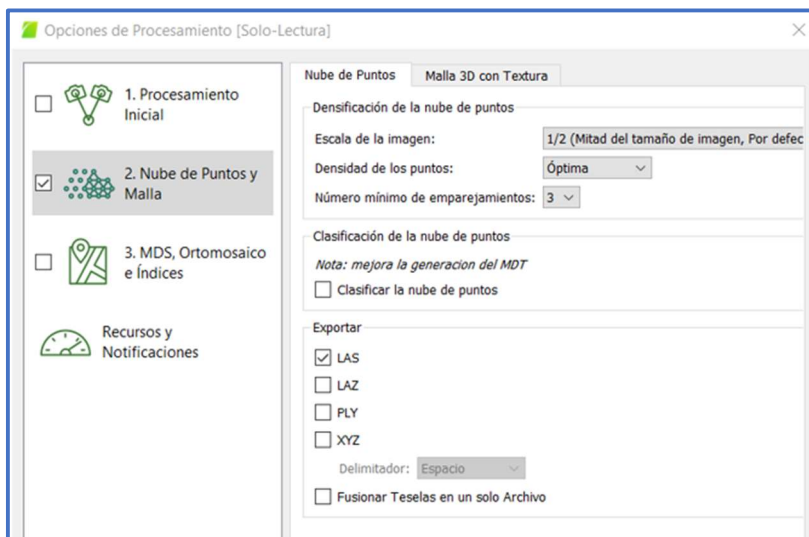 Opciones de Procesamiento [Solo-Lectura]
1. Procesamiento
Inicial
2. Nube de Puntos y
Malla
3. MDS, Ortomosaico
e Índices
Recursos y
Notificaciones
Nube de Puntos
Malla 3D con Textura
Densificación de la nube de puntos
Escala de la imagen:
1/2 (Mitad del tamaño de imagen, Por defec
Densidad de los puntos:
Óptima
Número mínimo de emparejamientos:
3
Clasificación de la nube de puntos
Nota: mejora la generacion del MDT
Clasificar la nube de puntos
Exportar
LAS
LAZ
PLY
XYZ
Delimitador:
Espacio
Fusionar Teselas en un solo Archivo